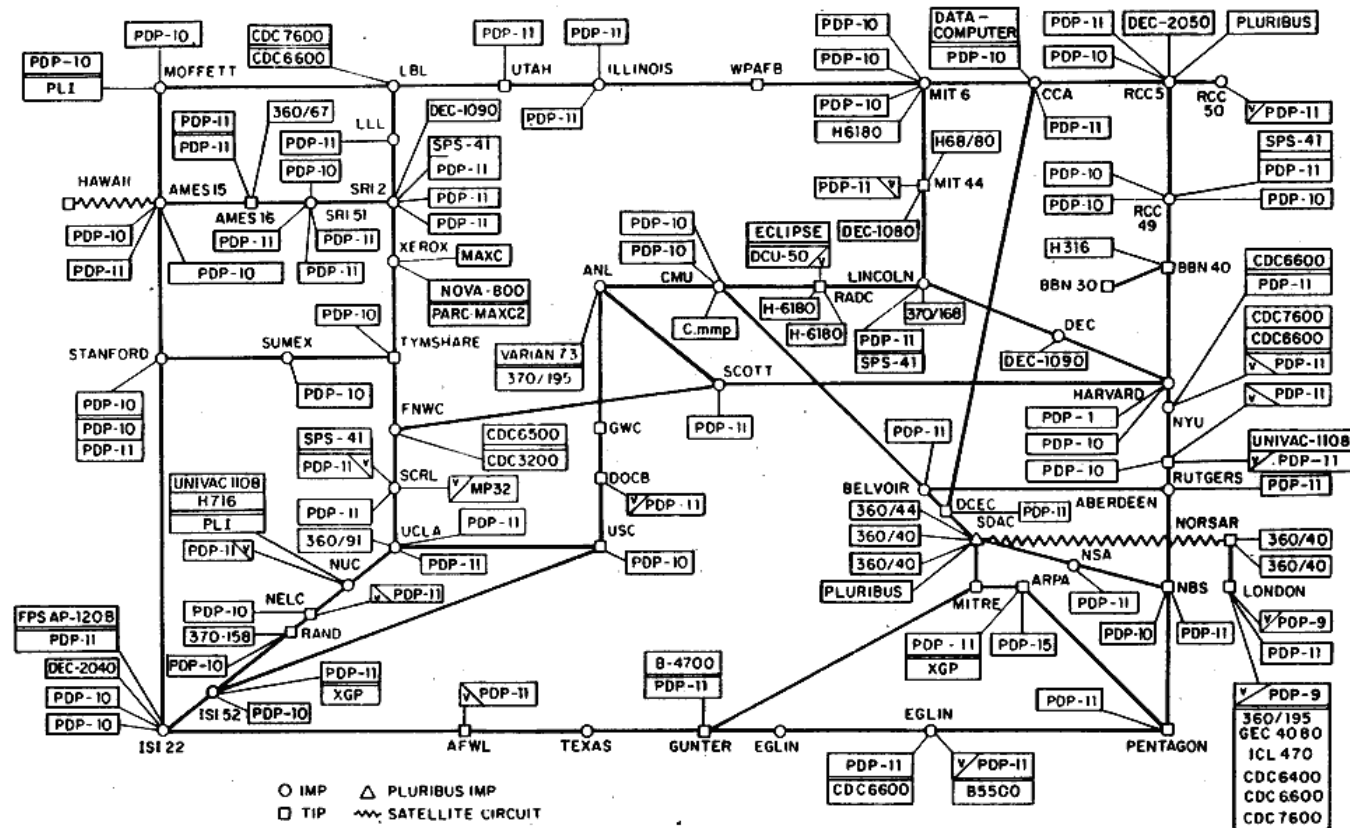 PDP-10
MOFFETT
PDP-10
PLI
CDC7600
CDC6600
LBL
PDP-11
UTAH
PDP-11
ILLINOIS
PDP-11
WPAFB
PDP-10
PDP-10
PDP-10
H6180
MIT 6
DATA-
COMPUTER
PDP-10
CCA
PDP-11
PDP-11
PDP-10
DEC-2050
PLURIBUS
RCC5
RCC
50
PDP-11
LLL
PDP-11
DEC-1090
SPS-41
PDP-11
PDP-11
PDP-11
SRI 2
PDP-11
PDP-11
360/67
PDP-10
HAWAII
AMES 15
AMES 16
SRI 51
PDP-10
PDP-11
PDP-10
PDP-11
PDP-11
PDP-11
H68/80
PDP-11
MIT 44
DEC-1080
SPS-41
PDP-11
PDP-10
PDP-10
PDP-10
RCC
49
XEROX
MAXC
NOVA-800
PARC-MAXC2
ANL
CMU
PDP-10
PDP-10
C.mmp
ECLIPSE
DCU-50
RADC
H-6180
H-6180
LINCOLN
370/168
PDP-11
SPS-41
H316
BBN 40
BBN 30
CDC6600
PDP-11
CDC7600
CDC6600
PDP-11
PDP-11
DEC
DEC-1090
STANFORD
SUMEX
PDP-10
TYMSHARE
PDP-10
PDP-10
PDP-10
PDP-11
VARIAN 73
370/195
SCOTT
PDP-11
HARVARD
PDP-1
PDP-10
PDP-10
NYU
UNIVAC-1108
PDP-11
RUTGERS
PDP-11
FNWC
CDC6500
CDC3200
GWC
SPS-41
PDP-11
SCRL
MP32
PDP-11
DOCB
PDP-11
PDP-11
BELVOIR
ABERDEEN
DCEC
PDP-11
UNIVAC 1108
H716
PLI
PDP-11
360/91
UCLA
PDP-11
PDP-11
USC
PDP-10
360/44
360/40
360/40
PLURIBUS
SDAC
NORSAR
360/40
360/40
NUC
NSA
PDP-11
NELC
PDP-10
PDP-11
MITRE
ARPA
NBS
PDP-10
PDP-11
LONDON
PDP-9
PDP-11
370-158
RAND
PDP-10
PDP-11
XGP
PDP-15
FPS AP-120B
PDP-11
DEC-2040
PDP-10
PDP-10
ISI 22
ISI 52
PDP-11
XGP
PDP-10
PDP-11
AFWL
TEXAS
B-4700
PDP-11
GUNTER
EGLIN
EGLIN
PDP-11
CDC6600
PDP-11
B5500
PDP-11
PENTAGON
PDP-9
360/195
GEC 4080
ICL 470
CDC6400
CDC6600
CDC7600
IMP
PLURIBUS IMP
TIP
SATELLITE CIRCUIT